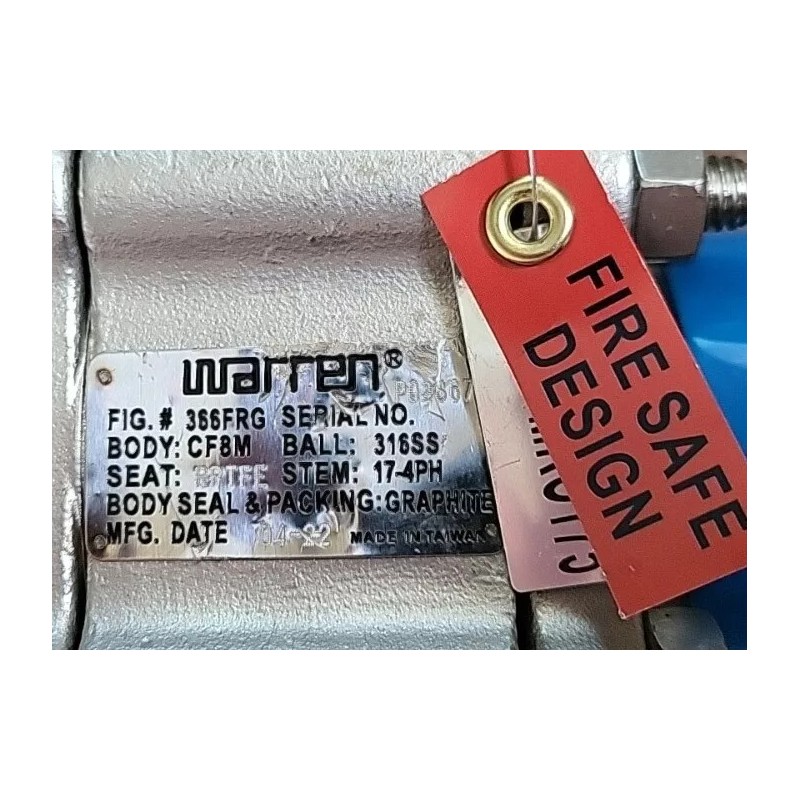 warren®
FIG. # 366FRG SERIAL NO.
BODY: CF8M BALL: 316SS
SEAT: STEM: 17-4PH
BODY SEAL & PACKING: GRAPHITE
MFG. DATE MADE IN TAIWAN
FIRE SAFE
DESIGN